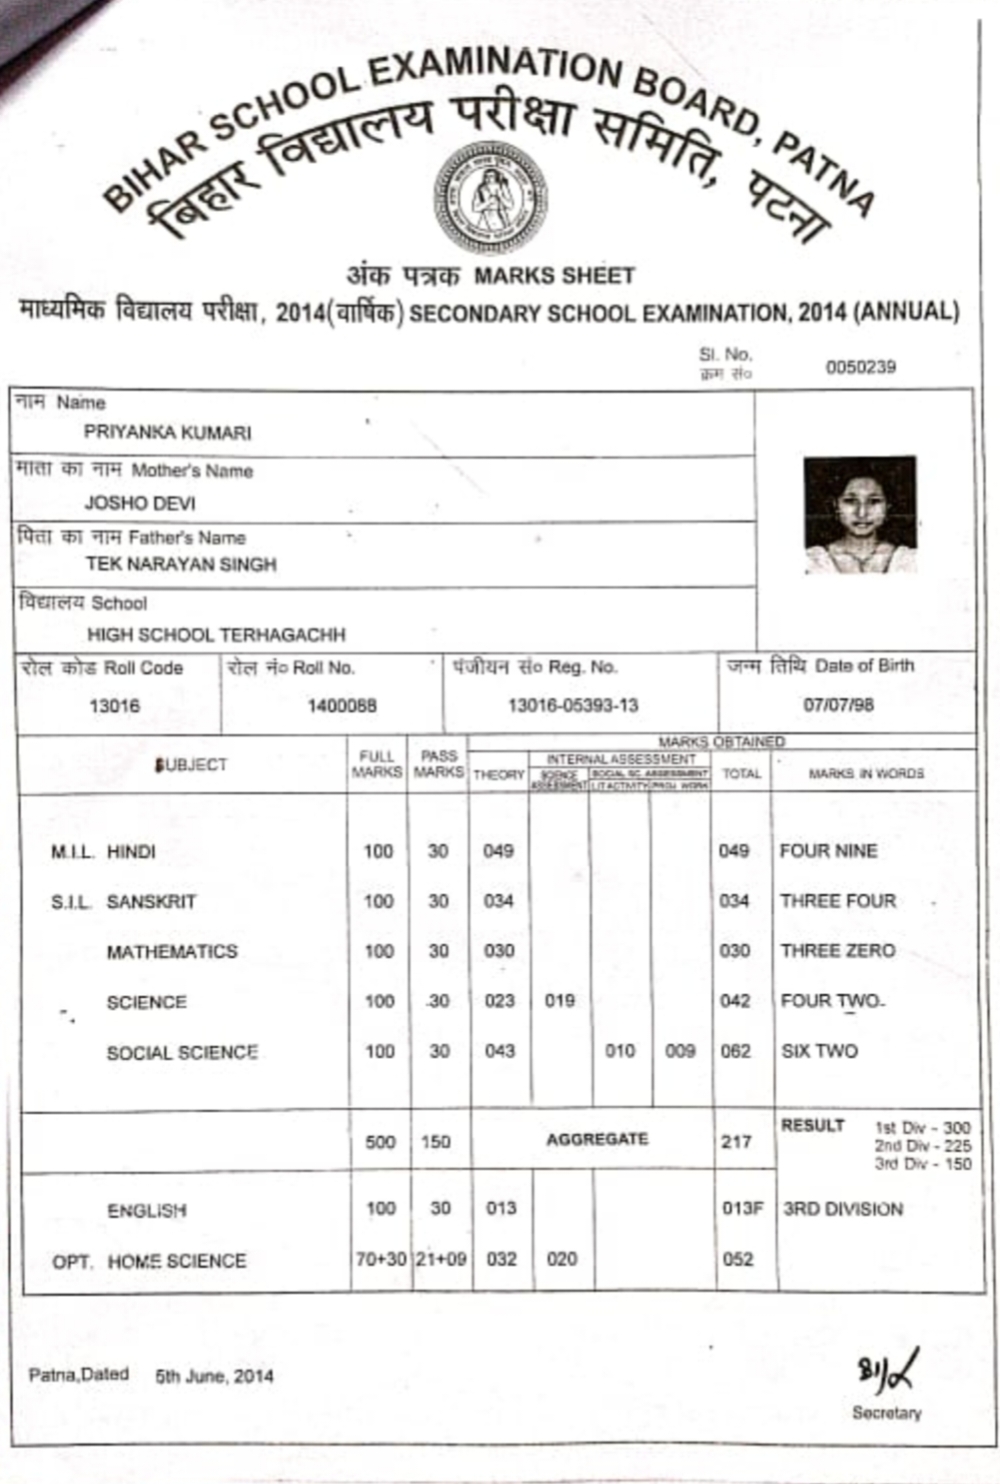 BIHAR SCHOOL EXAMINATION BOARD, PATNA
बिहार विद्यालय परीक्षा समिति, पटना
अंक पत्रक MARKS SHEET
माध्यमिक विद्यालय परीक्षा, 2014(वार्षिक) SECONDARY SCHOOL EXAMINATION, 2014 (ANNUAL)
Sl. No.
क्रम सं० 0050239
नाम Name
PRIYANKA KUMARI
माता का नाम Mother's Name
JOSHO DEVI
पिता का नाम Father's Name
TEK NARAYAN SINGH
विद्यालय School
HIGH SCHOOL TERHAGACHH
रोल कोड Roll Code रोल नं० Roll No. पंजीयन सं० Reg. No. जन्म तिथि Date of Birth
13016 1400088 13016-05393-13 07/07/98
MARKS OBTAINED
SUBJECT FULL MARKS PASS MARKS THEORY INTERNAL ASSESSMENT TOTAL MARKS IN WORDS
SCIENCE ASSESSMENT SOCIAL SC. ASSESSMENT
LIT ACTIVITY PROJ. WORK
M.I.L. HINDI 100 30 049 049 FOUR NINE
S.I.L. SANSKRIT 100 30 034 034 THREE FOUR
MATHEMATICS 100 30 030 030 THREE ZERO
SCIENCE 100 30 023 019 042 FOUR TWO
SOCIAL SCIENCE 100 30 043 010 009 062 SIX TWO
500 150 AGGREGATE 217 RESULT 1st Div - 300
2nd Div - 225
3rd Div - 150
ENGLISH 100 30 013 013F 3RD DIVISION
OPT. HOME SCIENCE 70+30 21+09 032 020 052
Patna,Dated 5th June, 2014
Secretary